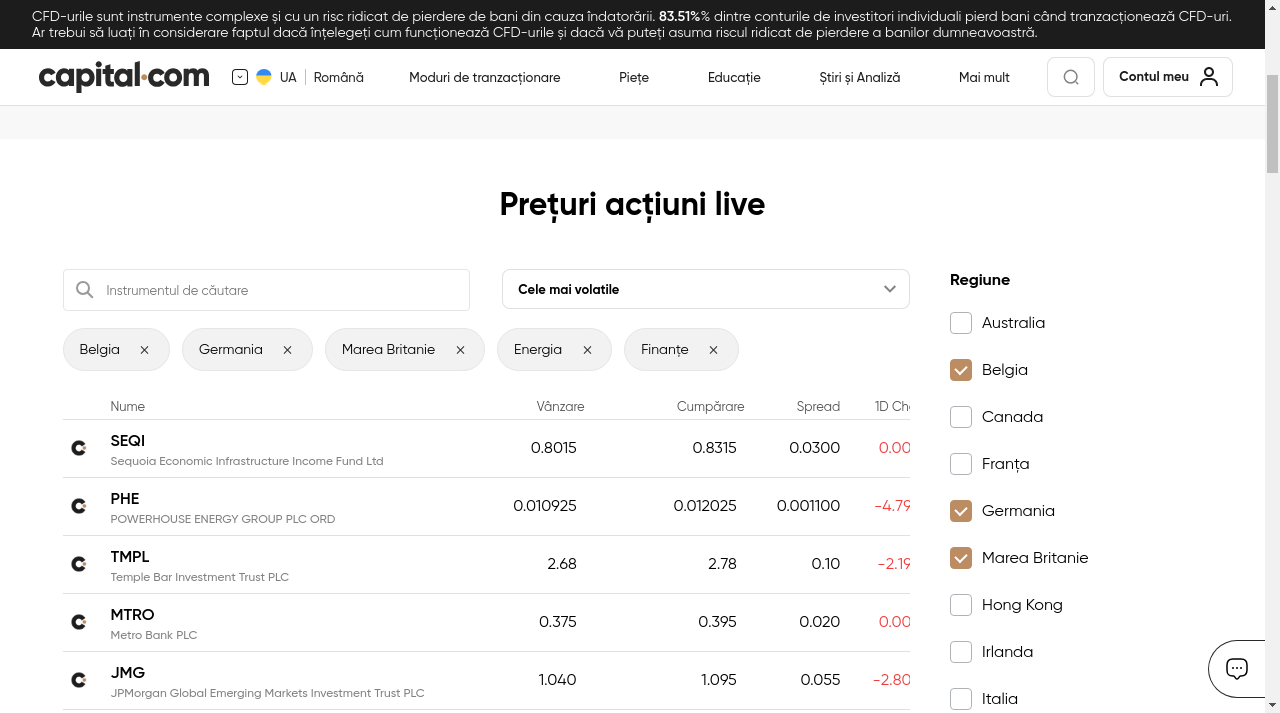 CFD-urile sunt instrumente complexe și cu un risc ridicat de pierdere de bani din cauza îndatorării. 83.51%% dintre conturile de investitori individuali pierd bani când tranzacționează CFD-uri.
Ar trebui să luați în considerare faptul dacă înțelegeți cum funcționează CFD-urile și dacă vă puteți asuma riscul ridicat de pierdere a banilor dumneavoastră.
capital.com UA Română Moduri de tranzacționare Piețe Educație Știri și Analiză Mai mult Contul meu
Prețuri acțiuni live
Instrumentul de căutare
Cele mai volatile
Belgia Germania Marea Britanie Energia Finanțe
Nume Vânzare Cumpărare Spread 1D
SEQI 0.8015 0.8315 0.0300 0.00
Sequoia Economic Infrastructure Income Fund Ltd
PHE 0.010925 0.012025 0.001100 -4.79
POWERHOUSE ENERGY GROUP PLC ORD
TMPL 2.68 2.78 0.10 -2.19
Temple Bar Investment Trust PLC
MTRO 0.375 0.395 0.020 0.00
Metro Bank PLC
JMG 1.040 1.095 0.055 -2.80
JPMorgan Global Emerging Markets Investment Trust PLC
Regiune
Australia
Belgia
Canada
Franța
Germania
Marea Britanie
Hong Kong
Irlanda
Italia